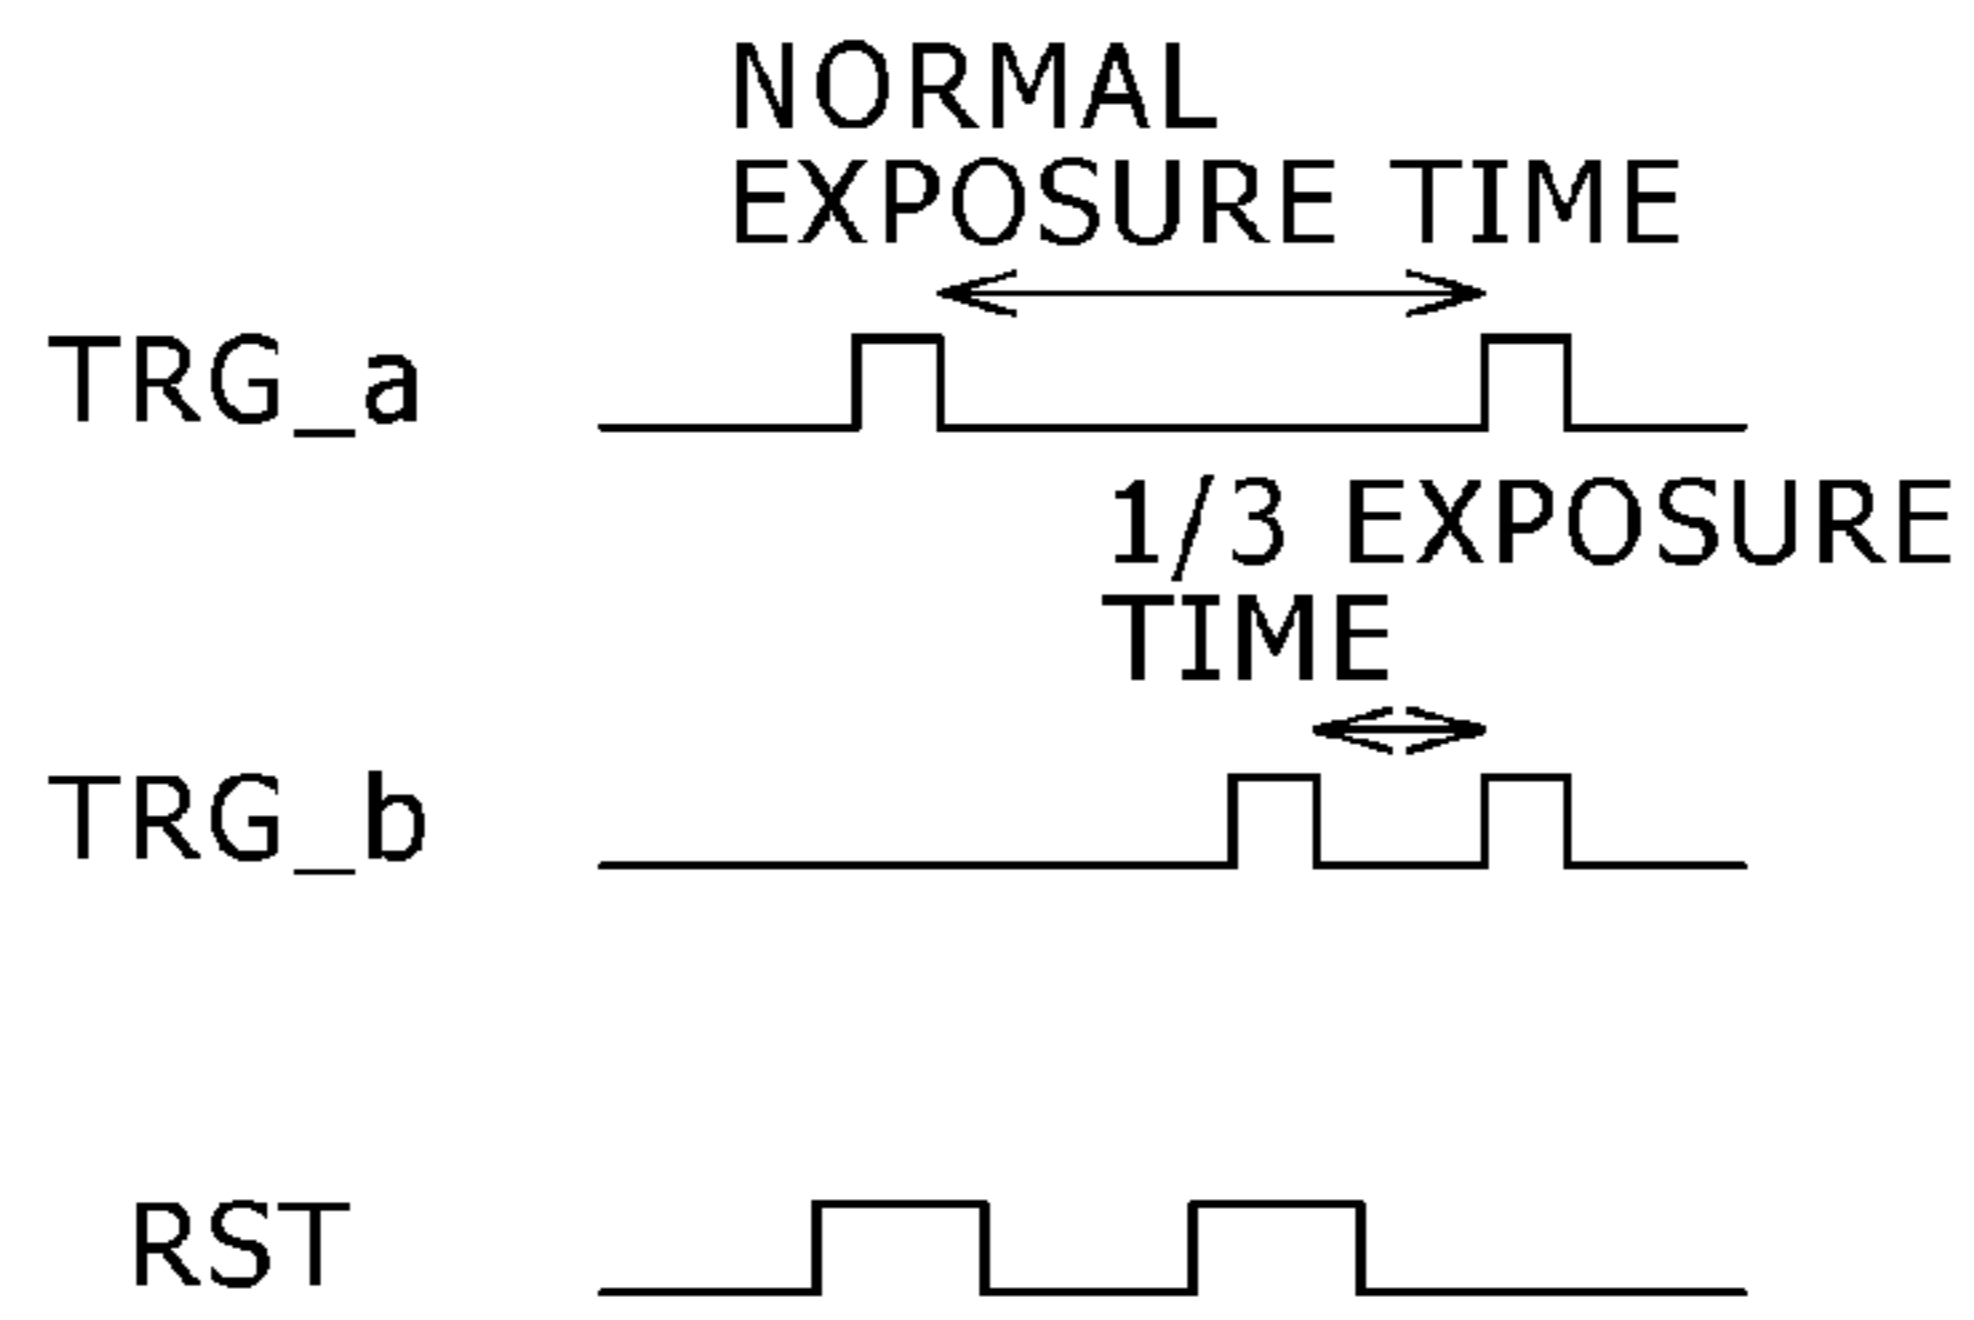 NORMAL
EXPOSURE TIME
TRG_a
1/3 EXPOSURE
TIME
TRG_b
RST